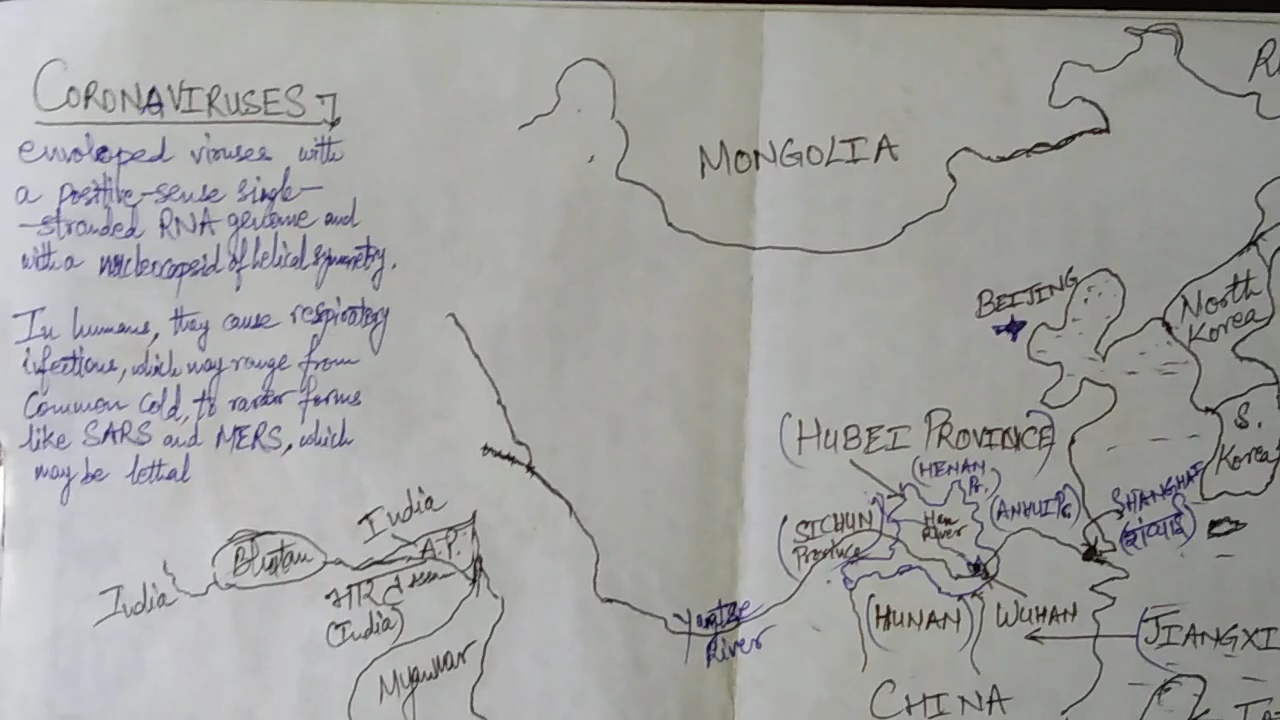 CORONAVIRUSES
enveloped viruses with
a positive-sense single-
-stranded RNA genome and
with a nucleocapsid of helical symmetry.
In humans, they cause respiratory
infections, which may range from
Common Cold, to rarer forms
like SARS and MERS, which
may be lethal
MONGOLIA
BEIJING
North
Korea
S.
Korea
(HUBEI PROVINCE)
(HENAN
Pr.)
(ANHUI Pr.)
SHANGHAI
(शंघाई)
(SICHUN
Province)
Han
River
India
Bhutan
A.P.
India
Assam
(India)
Myanmar
Yangtze
River
(HUNAN)
WUHAN
(JIANGXI
CHINA